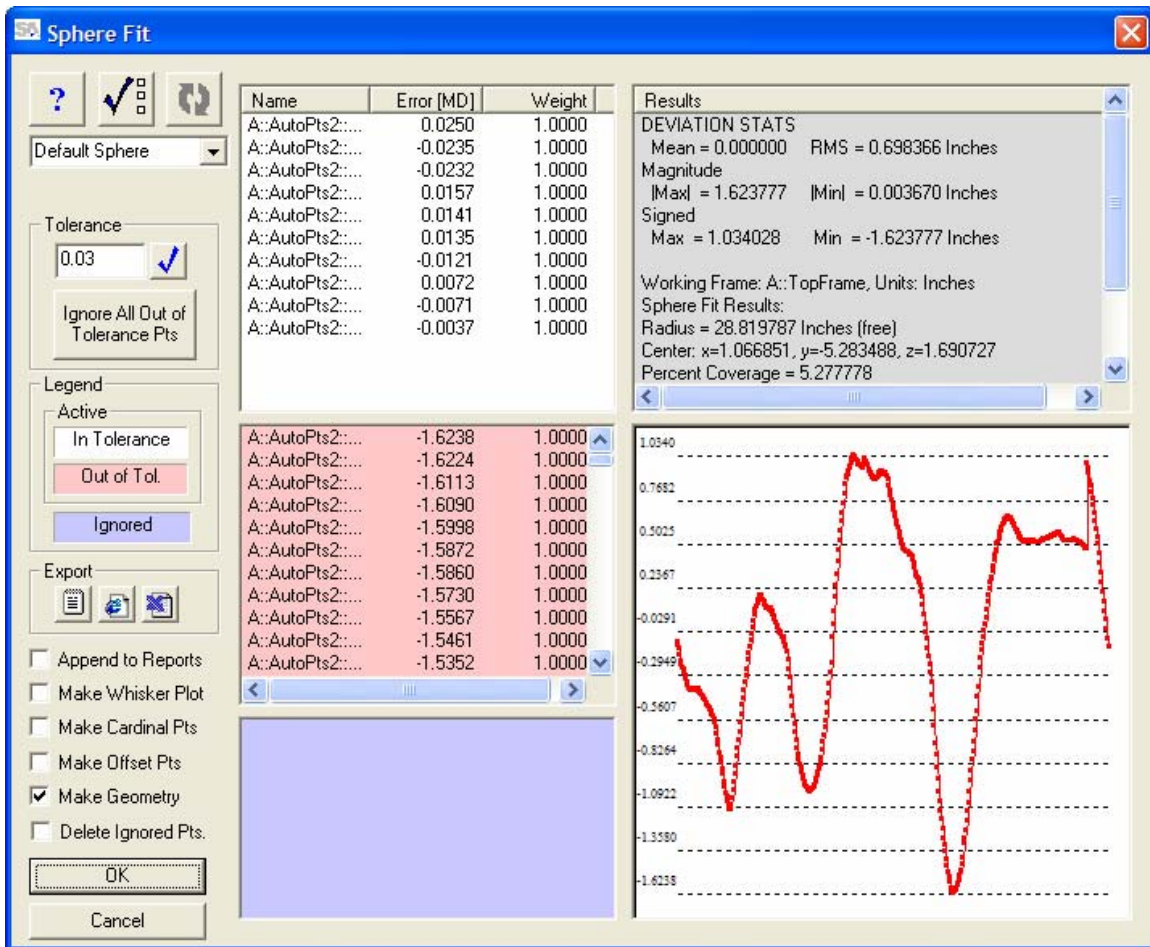 SA Sphere Fit
?
Default Sphere
Tolerance
0.03
Ignore All Out of
Tolerance Pts
Legend
Active
In Tolerance
Out of Tol.
Ignored
Export
Append to Reports
Make Whisker Plot
Make Cardinal Pts
Make Offset Pts
Make Geometry
Delete Ignored Pts.
OK
Cancel
Name Error [MD] Weight
A::AutoPts2::... 0.0250 1.0000
A::AutoPts2::... -0.0235 1.0000
A::AutoPts2::... -0.0232 1.0000
A::AutoPts2::... 0.0157 1.0000
A::AutoPts2::... 0.0141 1.0000
A::AutoPts2::... 0.0135 1.0000
A::AutoPts2::... -0.0121 1.0000
A::AutoPts2::... 0.0072 1.0000
A::AutoPts2::... -0.0071 1.0000
A::AutoPts2::... -0.0037 1.0000
A::AutoPts2::... -1.6238 1.0000
A::AutoPts2::... -1.6224 1.0000
A::AutoPts2::... -1.6113 1.0000
A::AutoPts2::... -1.6090 1.0000
A::AutoPts2::... -1.5998 1.0000
A::AutoPts2::... -1.5872 1.0000
A::AutoPts2::... -1.5860 1.0000
A::AutoPts2::... -1.5730 1.0000
A::AutoPts2::... -1.5567 1.0000
A::AutoPts2::... -1.5461 1.0000
A::AutoPts2::... -1.5352 1.0000
Results
DEVIATION STATS
Mean = 0.000000 RMS = 0.698366 Inches
Magnitude
|Max| = 1.623777 |Min| = 0.003670 Inches
Signed
Max = 1.034028 Min = -1.623777 Inches
Working Frame: A::TopFrame, Units: Inches
Sphere Fit Results:
Radius = 28.819787 Inches (free)
Center: x=1.066851, y=-5.283488, z=1.690727
Percent Coverage = 5.277778
1.0340
0.7682
0.5025
0.2367
-0.0291
-0.2949
-0.5607
-0.8264
-1.0922
-1.3580
-1.6238